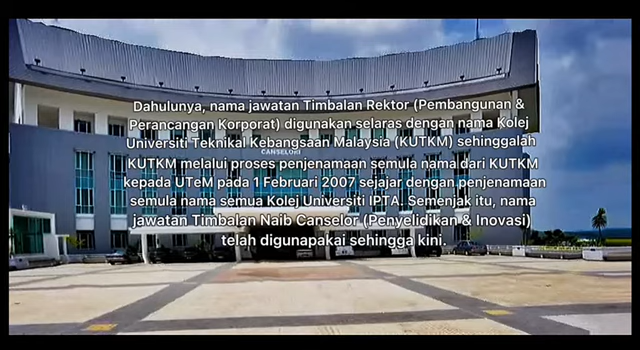 Dahulunya, nama jawatan Timbalan Rektor (Pembangunan &
Perancangan Korporat) digunakan selaras dengan nama Kolej
Universiti Teknikal Kebangsaan Malaysia (KUTKM) sehinggalah
CANSELORI
KUTKM melalui proses penjenamaan semula nama dari KUTKM
kepada UTeM pada 1 Februari 2007 sejajar dengan penjenamaan
semula nama semua Kolej Universiti IPTA. Semenjak itu, nama
jawatan Timbalan Naib Canselor (Penyelidikan & Inovasi)
telah digunapakai sehingga kini.